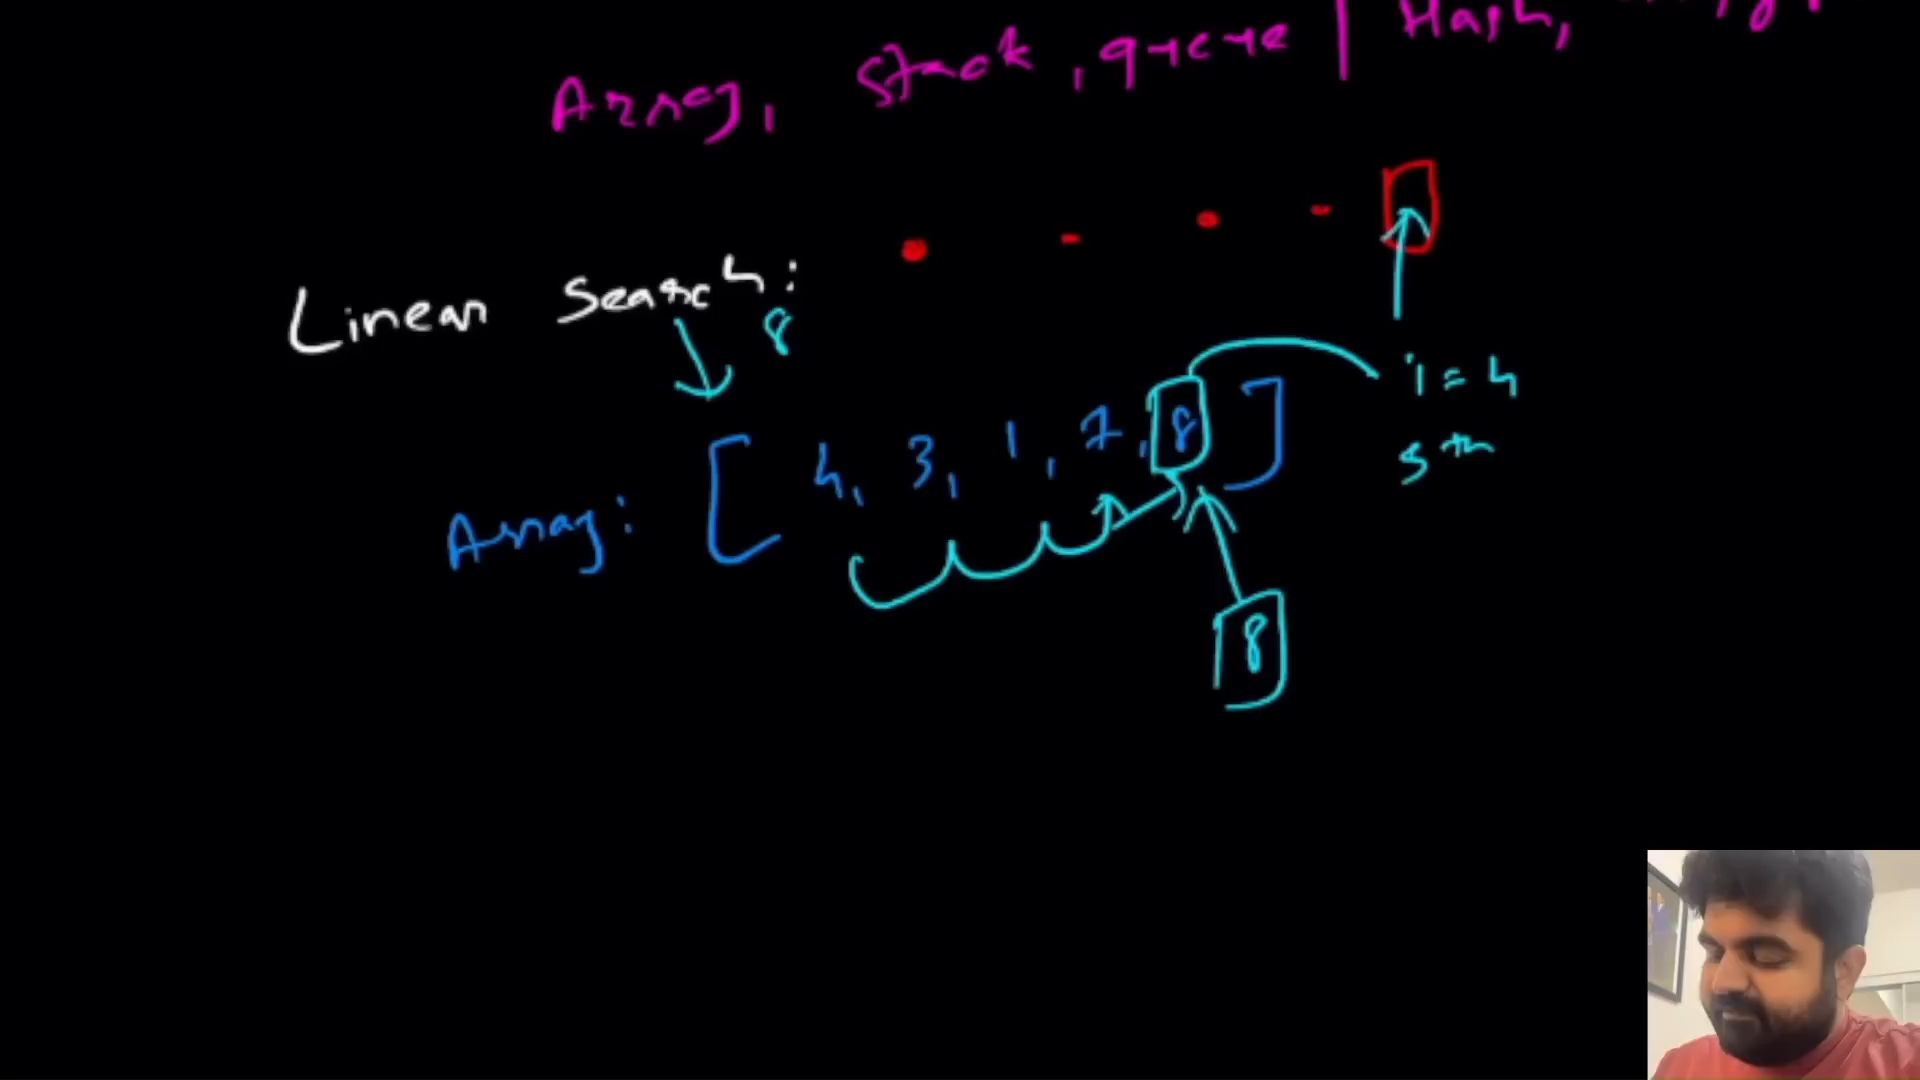 Array, Stack, queue | Hash,
Linear Search:
8
i = 4
Array: [ 4, 3, 1, 7, 8 ]
5th
8